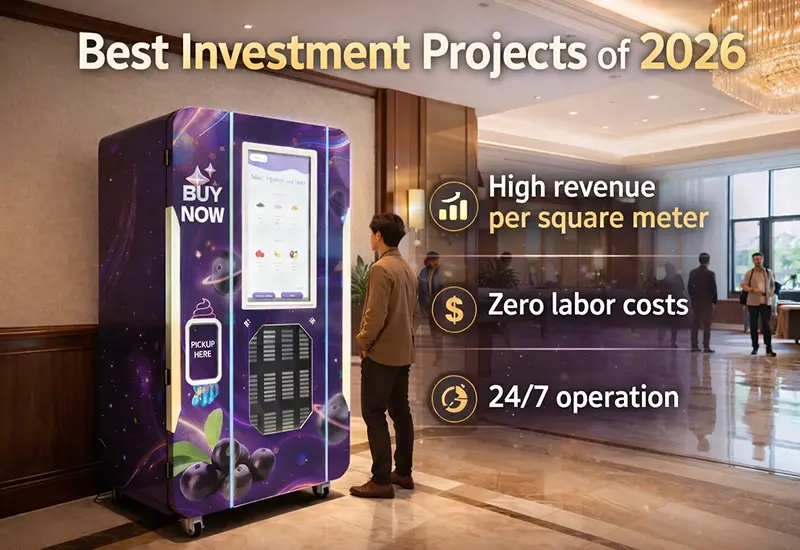 Best Investment Projects of 2026
BUY
NOW
PICKUP
HERE
High revenue
per square meter
Zero labor costs
24/7 operation